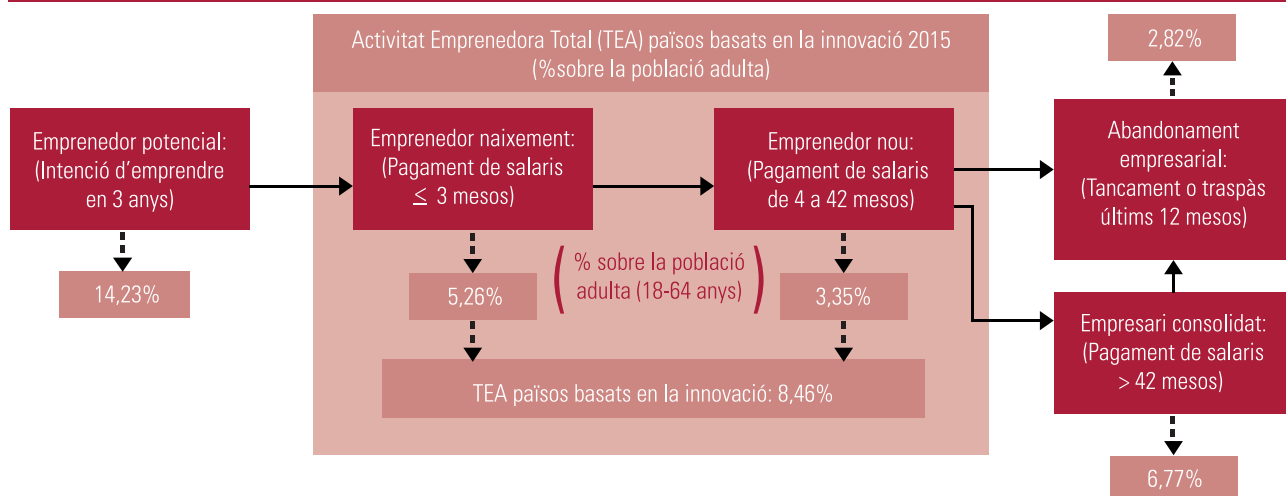 Activitat Emprenedora Total (TEA) països basats en la innovació 2015
(%sobre la població adulta)
Emprenedor potencial:
(Intenció d'emprendre
en 3 anys)
14,23%
Emprenedor naixement:
(Pagament de salaris
≤ 3 mesos)
5,26%
Emprenedor nou:
(Pagament de salaris
de 4 a 42 mesos)
3,35%
(% sobre la població
adulta (18-64 anys))
TEA països basats en la innovació: 8,46%
2,82%
Abandonament
empresarial:
(Tancament o traspàs
últims 12 mesos)
Empresari consolidat:
(Pagament de salaris
> 42 mesos)
6,77%